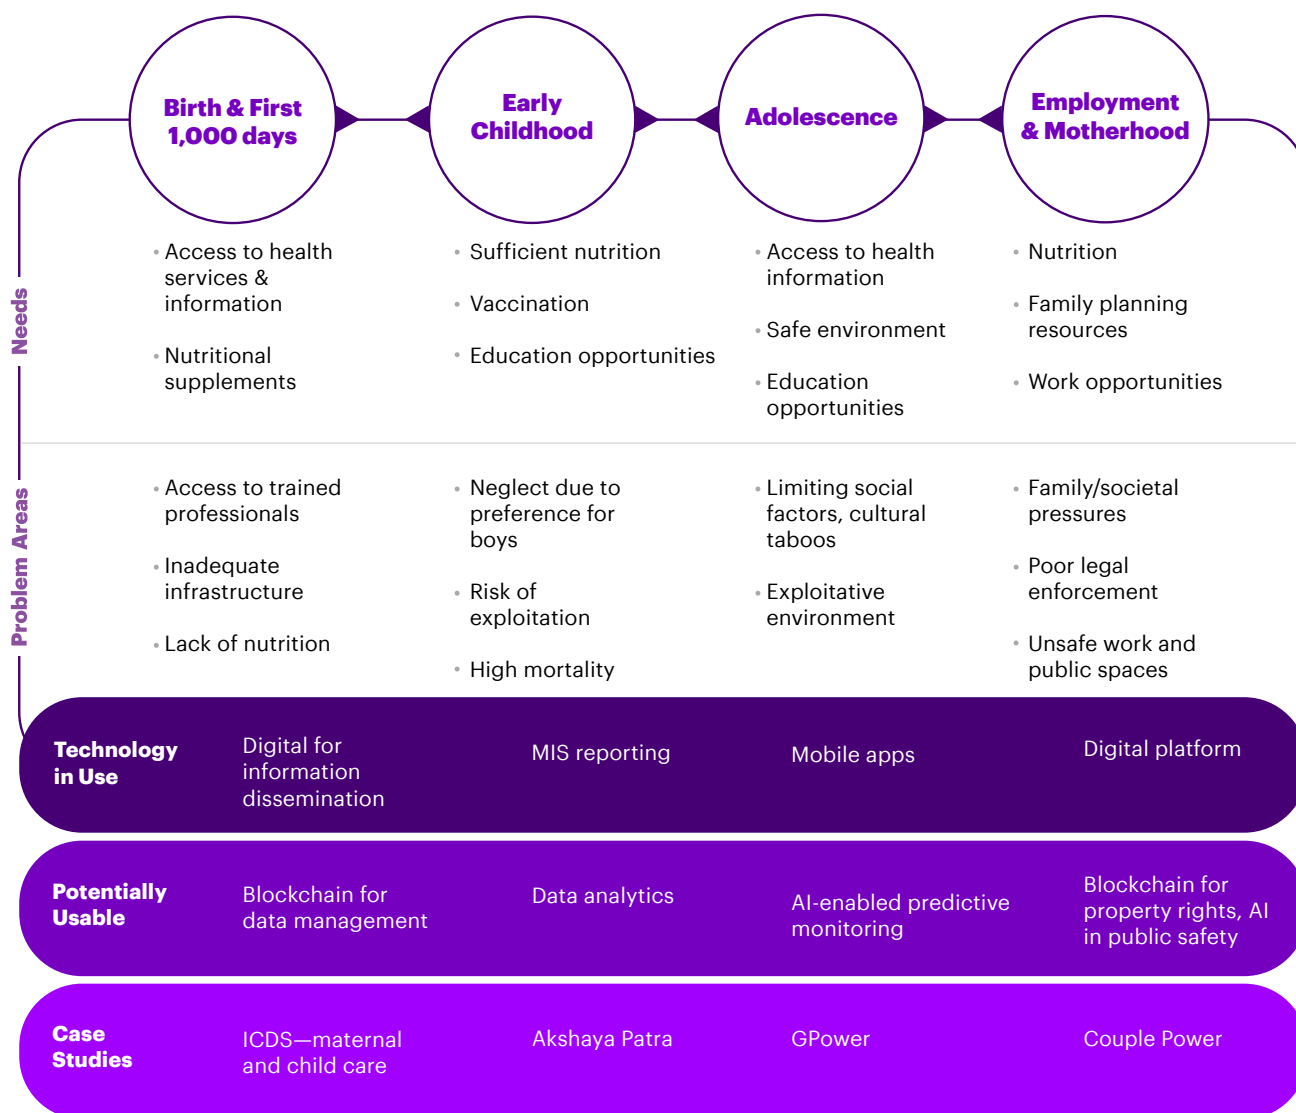 Birth & First
1,000 days
Early
Childhood
Adolescence
Employment
& Motherhood
Needs
• Access to health
services &
information
• Nutritional
supplements
• Sufficient nutrition
• Vaccination
• Education opportunities
• Access to health
information
• Safe environment
• Education
opportunities
• Nutrition
• Family planning
resources
• Work opportunities
Problem Areas
• Access to trained
professionals
• Inadequate
infrastructure
• Lack of nutrition
• Neglect due to
preference for
boys
• Risk of
exploitation
• High mortality
• Limiting social
factors, cultural
taboos
• Exploitative
environment
• Family/societal
pressures
• Poor legal
enforcement
• Unsafe work and
public spaces
Technology
in Use
Digital for
information
dissemination
MIS reporting
Mobile apps
Digital platform
Potentially
Usable
Blockchain for
data management
Data analytics
AI-enabled predictive
monitoring
Blockchain for
property rights, AI
in public safety
Case
Studies
ICDS—maternal
and child care
Akshaya Patra
GPower
Couple Power